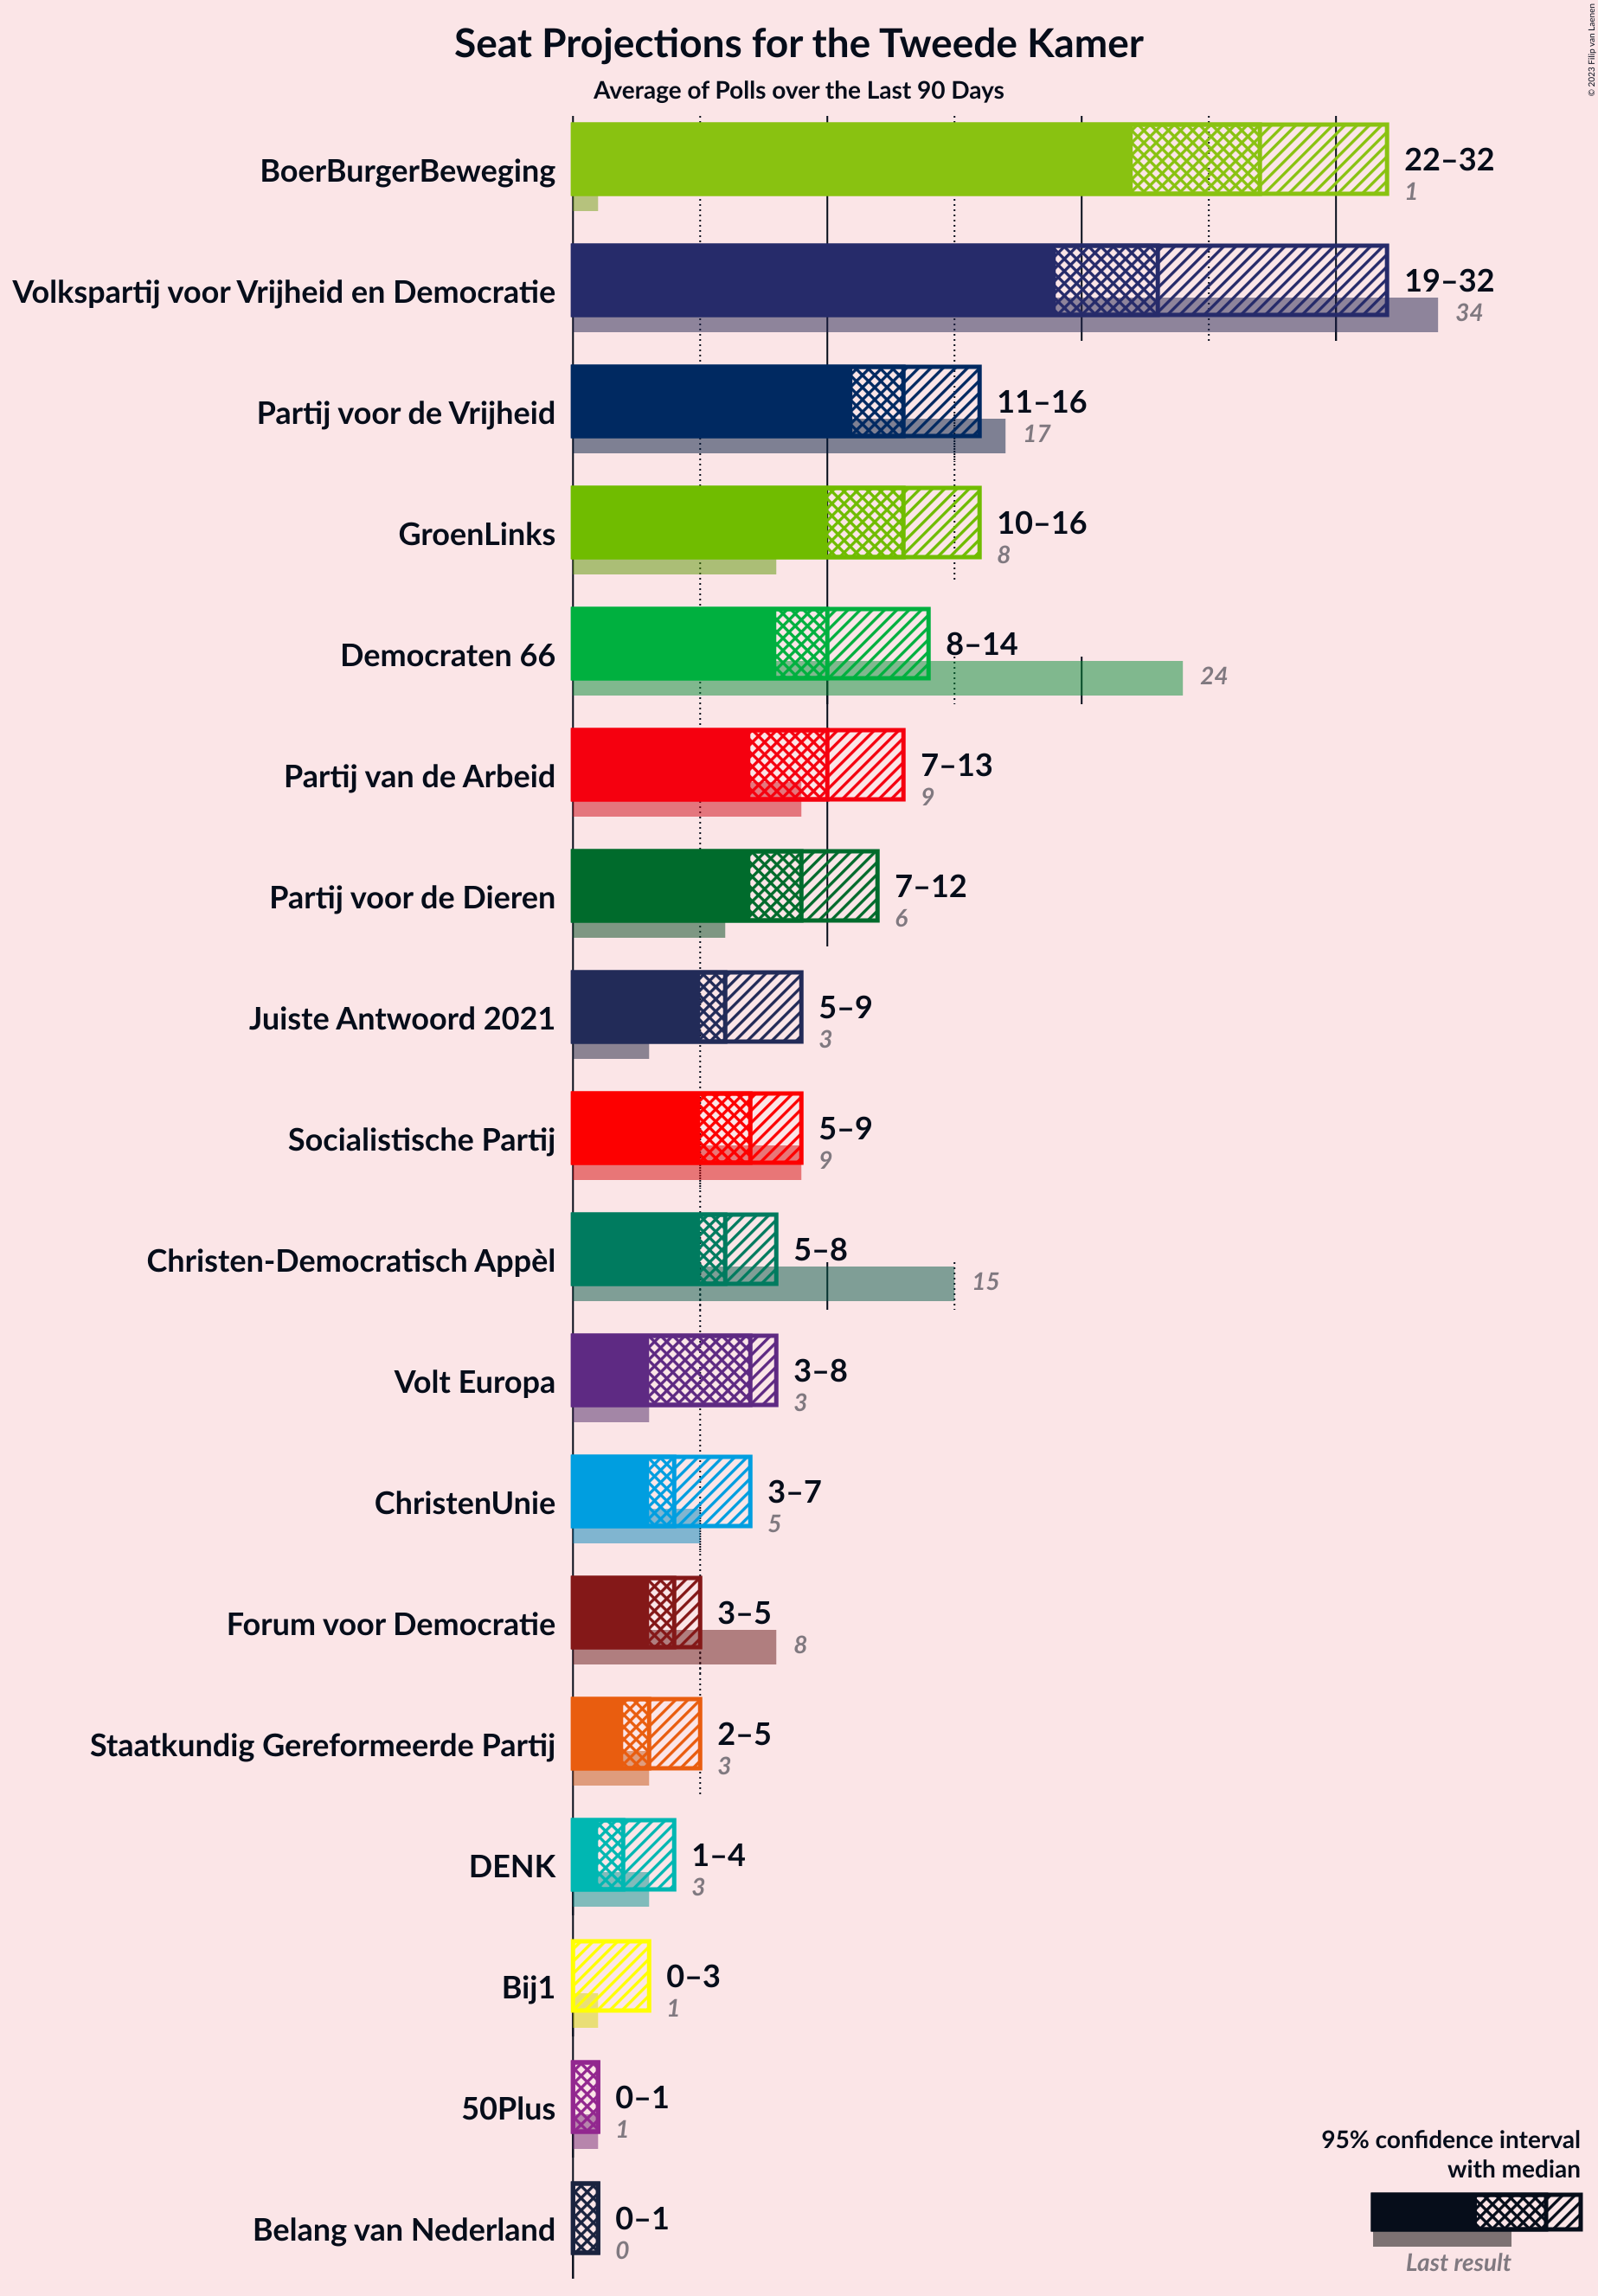 Seat Projections for the Tweede Kamer
Average of Polls over the Last 90 Days
© 2023 Filip van Laenen
BoerBurgerBeweging
22–32
1
Volkspartij voor Vrijheid en Democratie
19–32
34
Partij voor de Vrijheid
11–16
17
GroenLinks
10–16
8
Democraten 66
8–14
24
Partij van de Arbeid
7–13
9
Partij voor de Dieren
7–12
6
Juiste Antwoord 2021
5–9
3
Socialistische Partij
5–9
9
Christen-Democratisch Appèl
5–8
15
Volt Europa
3–8
3
ChristenUnie
3–7
5
Forum voor Democratie
3–5
8
Staatkundig Gereformeerde Partij
2–5
3
DENK
1–4
3
Bij1
0–3
1
50Plus
0–1
1
Belang van Nederland
0–1
0
95% confidence interval
with median
Last result